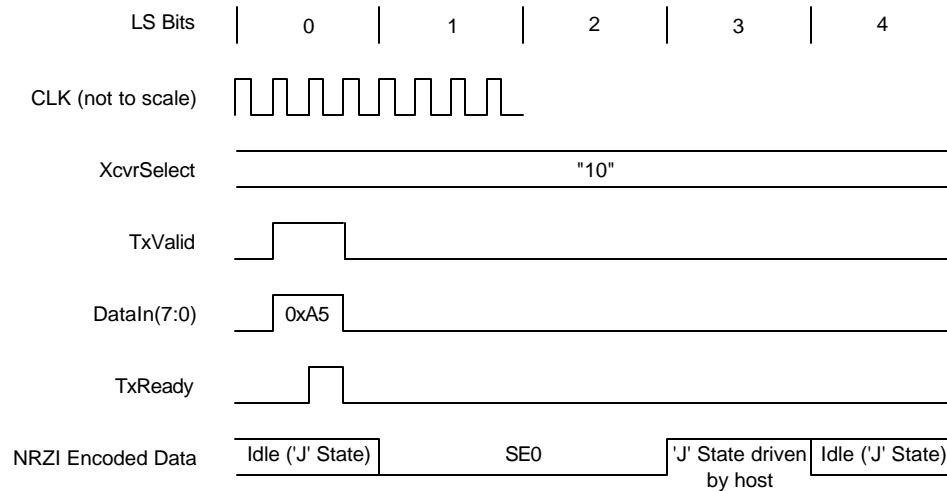 LS Bits 0 1 2 3 4
CLK (not to scale)
XcvrSelect "10"
TxValid
DataIn(7:0) 0xA5
TxReady
NRZI Encoded Data Idle ('J' State) SE0 'J' State driven by host Idle ('J' State)